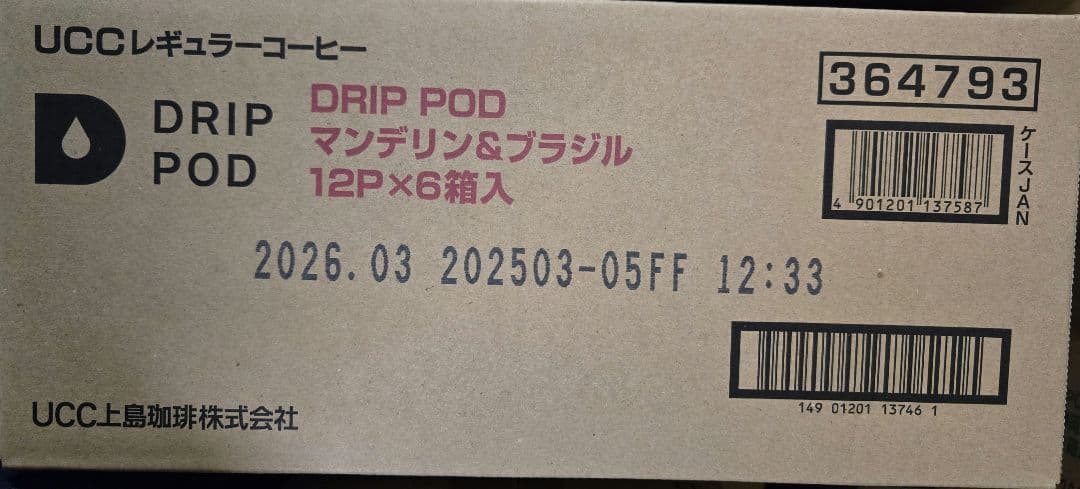 UCCレギュラーコーヒー
DRIP
POD
DRIP POD
マンデリン&ブラジル
12P×6箱入
364793
4 901201 137587
ケースJAN
2026.03 202503-05FF 12:33
149 01201 13746 1
UCC上島珈琲株式会社